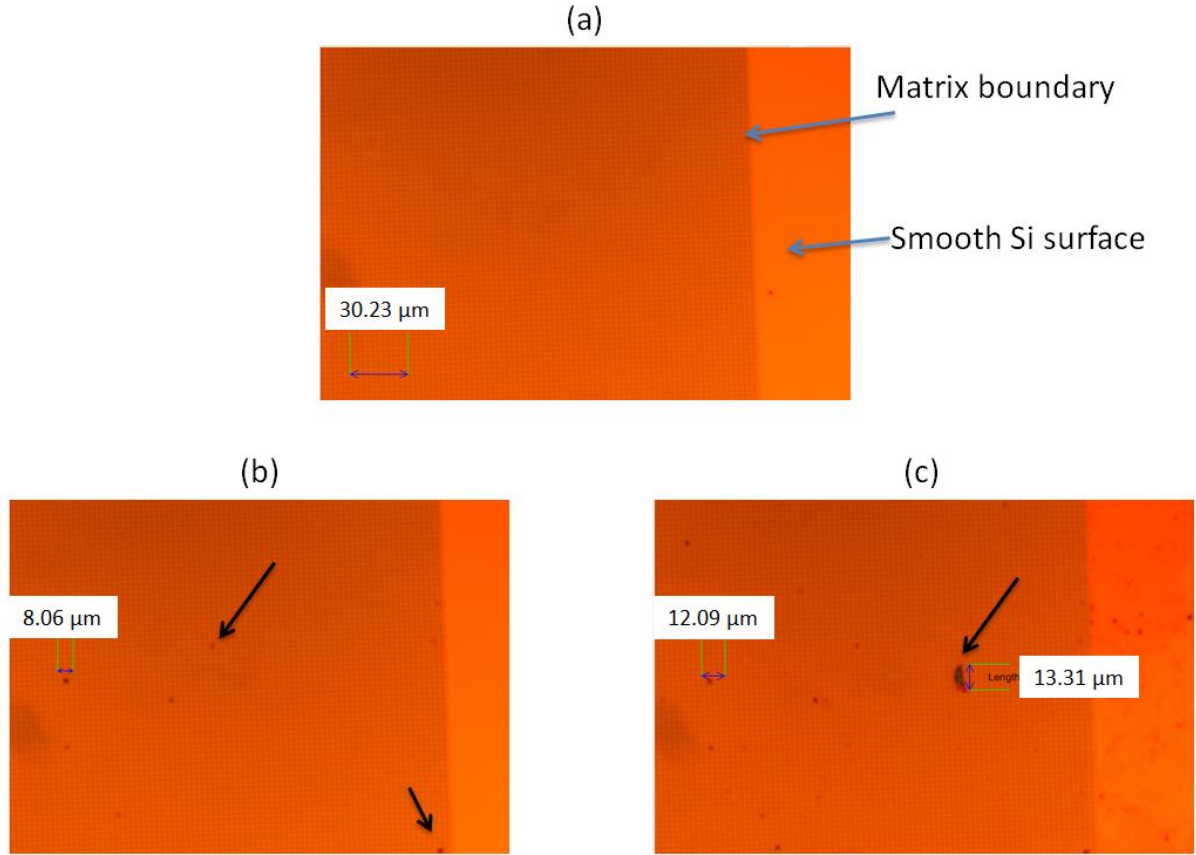 (a)
Matrix boundary
Smooth Si surface
30.23 µm
(b)
(c)
8.06 µm
12.09 µm
Length
13.31 µm